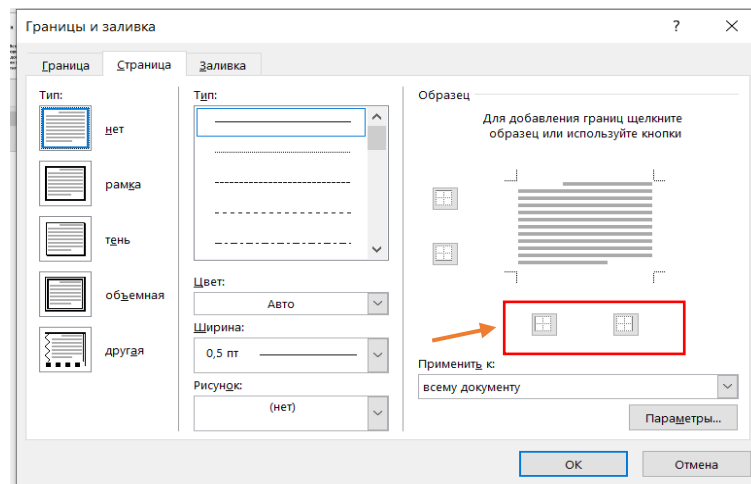 Границы и заливка
?
Граница
Страница
Заливка
Тип:
нет
рамка
тень
объемная
другая
Тип:
Цвет:
Авто
Ширина:
0,5 пт
Рисунок:
(нет)
Образец
Для добавления границ щелкните
образец или используйте кнопки
Применить к:
всему документу
Параметры...
ОК
Отмена